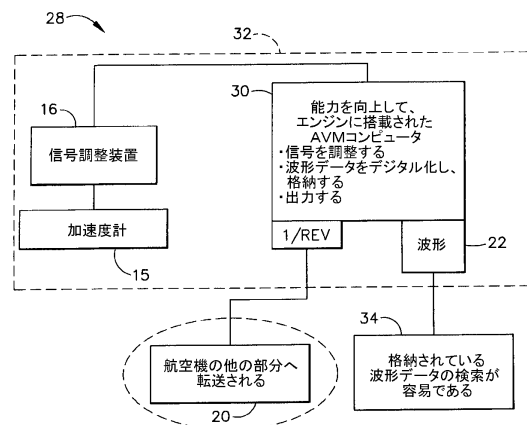 28
32
30
能力を向上して、
エンジンに搭載された
AVMコンピュータ
・信号を調整する
・波形データをデジタル化し、
格納する
・出力する
16
信号調整装置
加速度計
15
1/REV
波形
22
航空機の他の部分へ
転送される
20
34
格納されている
波形データの検索が
容易である